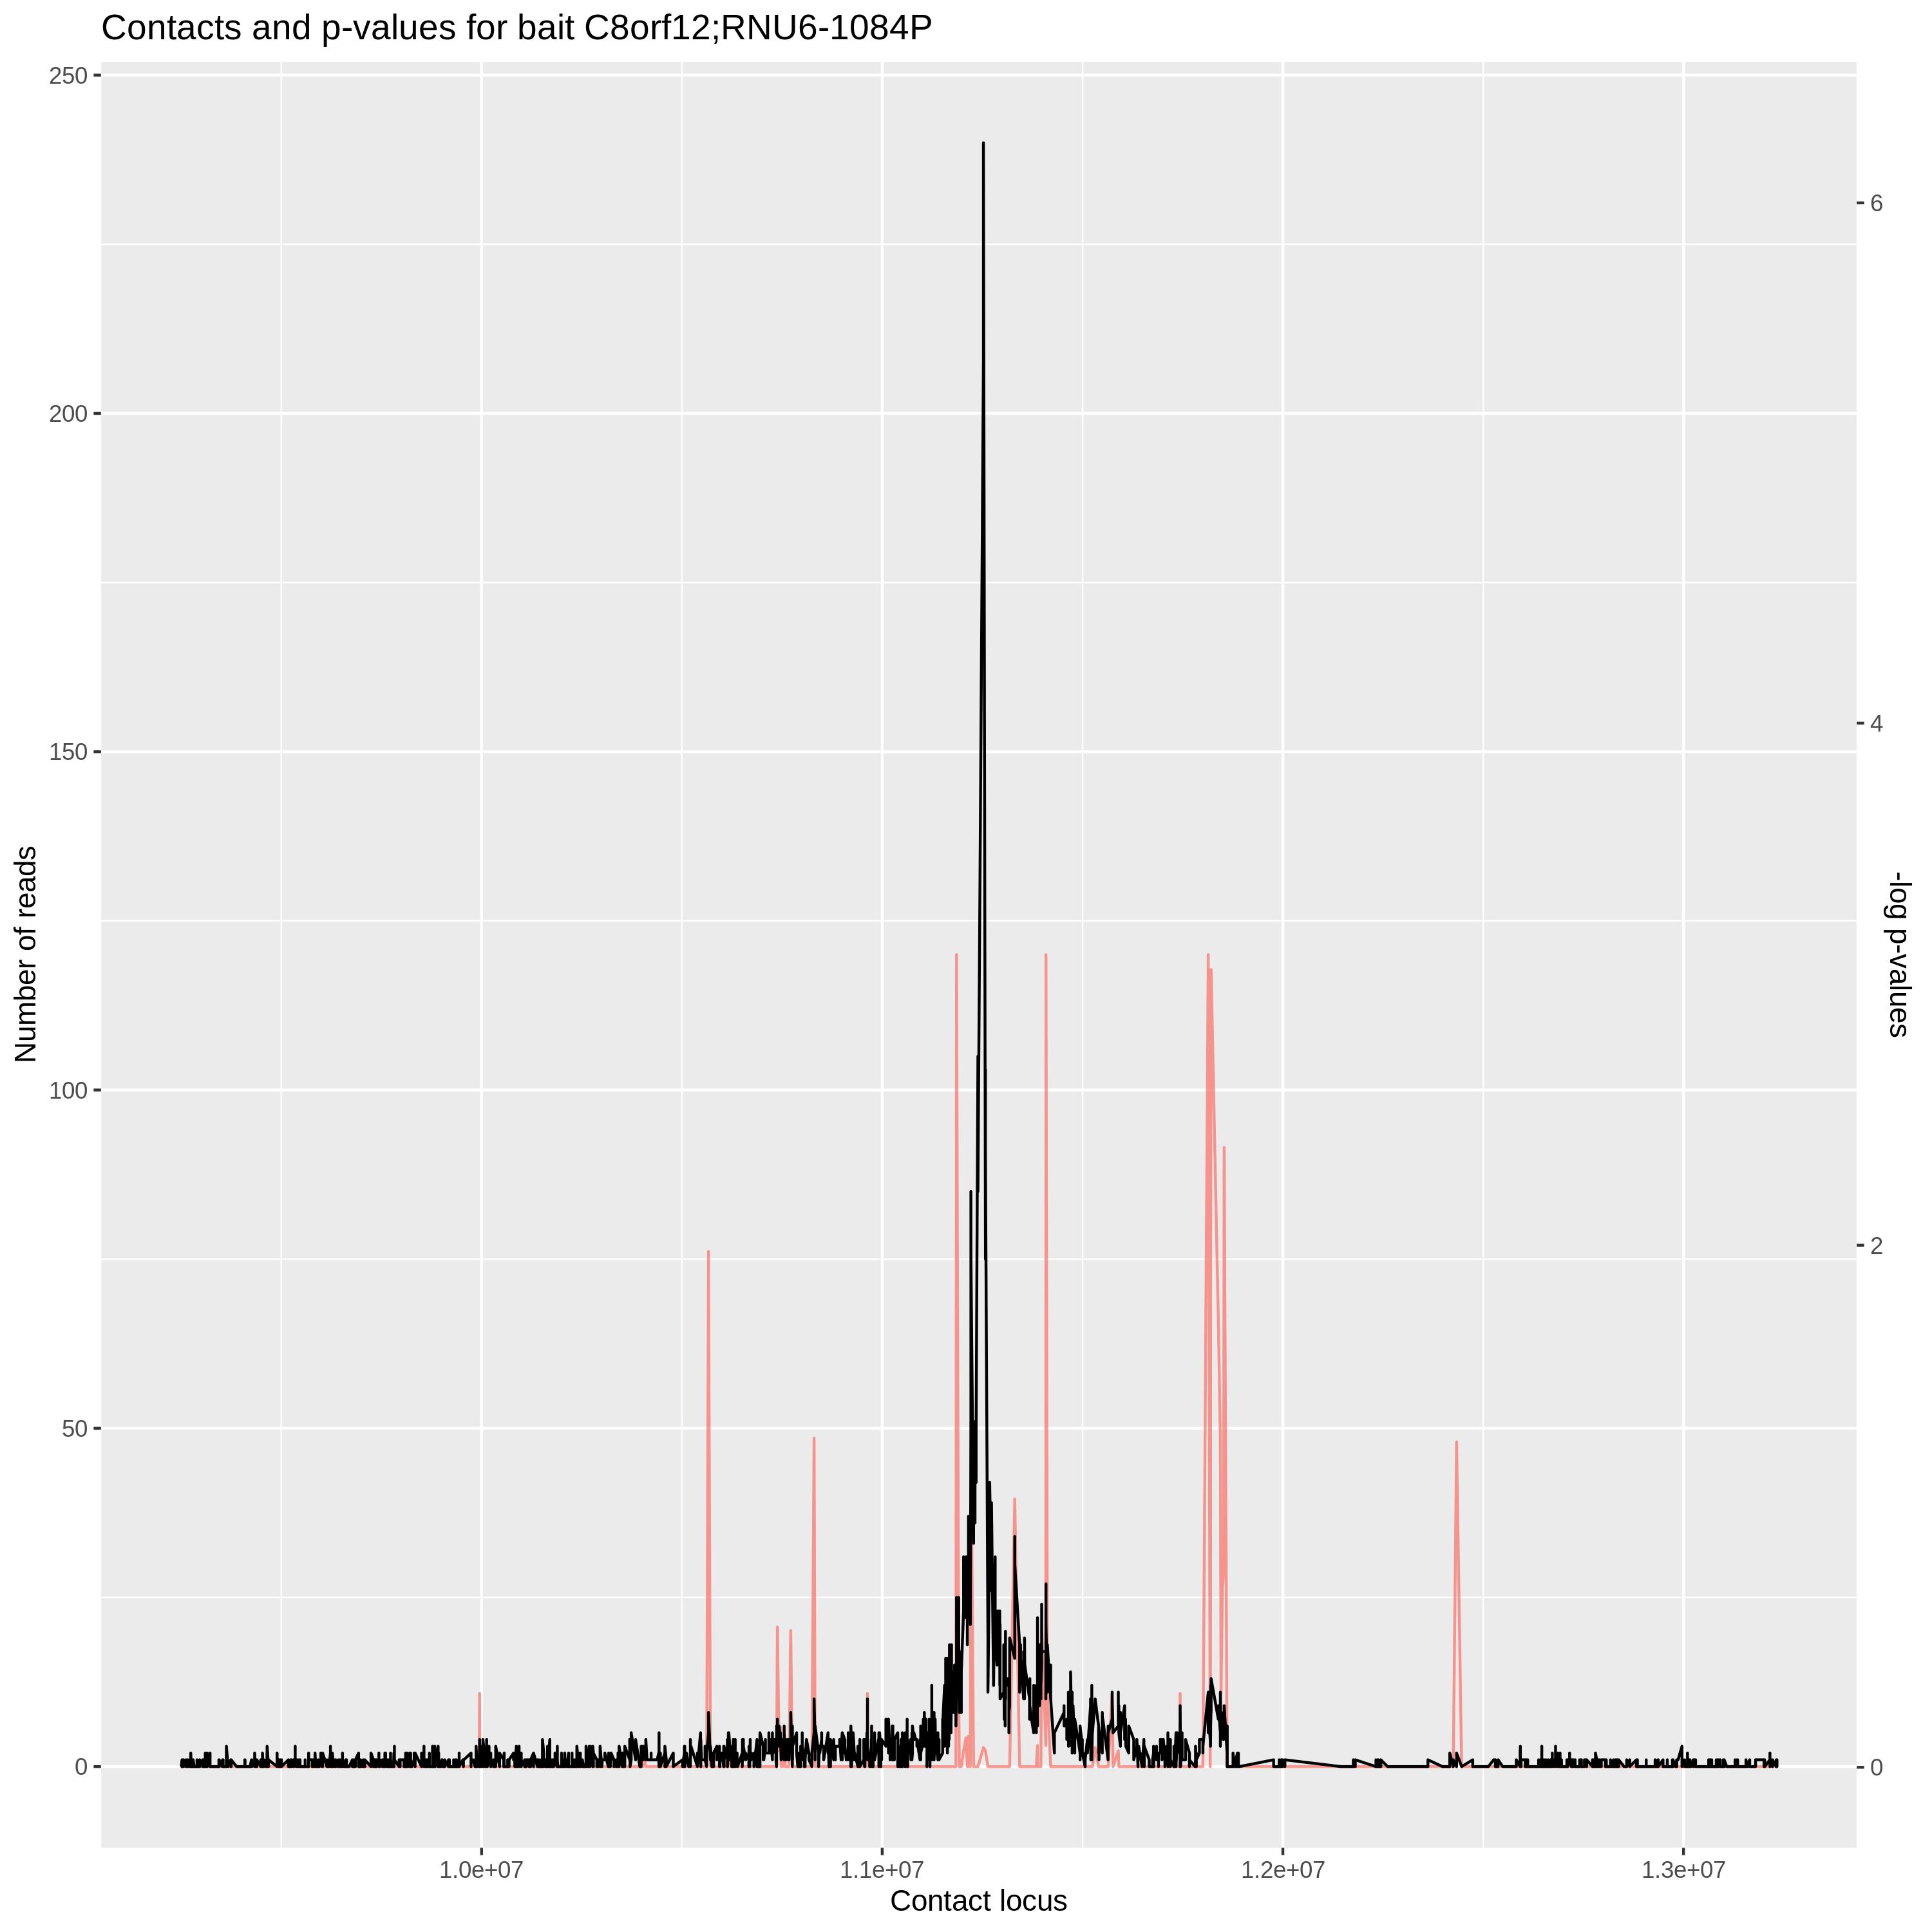 Contacts and p-values for bait C8orf12;RNU6-1084P
250
200
150
100
50
0
Number of reads
6
4
2
0
-log p-values
1.0e+07
1.1e+07
1.2e+07
1.3e+07
Contact locus